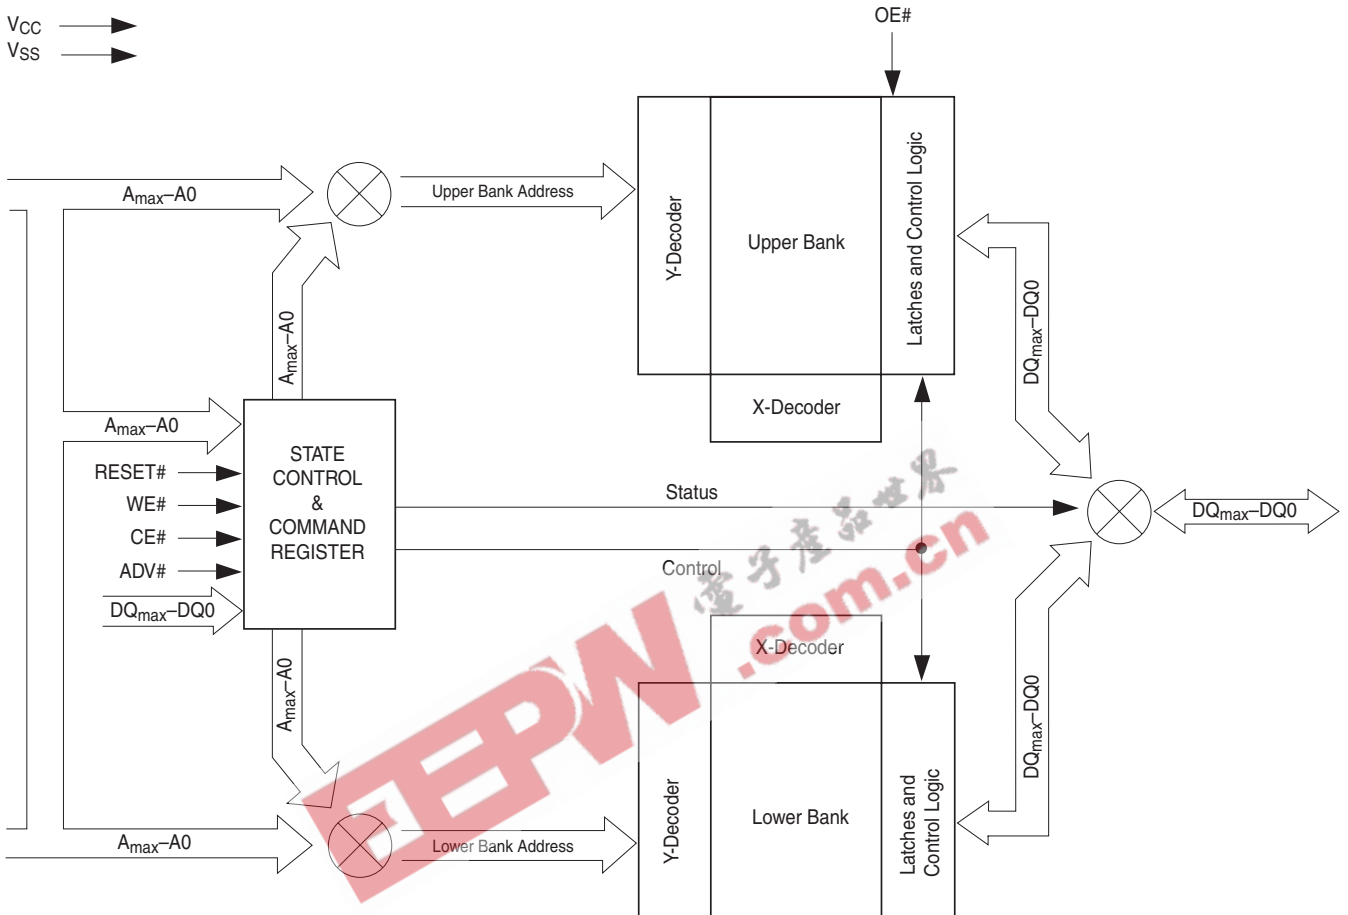 VCC
VSS
OE#
Amax–A0
Upper Bank Address
Y-Decoder
Upper Bank
Latches and Control Logic
X-Decoder
DQmax–DQ0
Amax–A0
Amax–A0
RESET#
WE#
CE#
ADV#
DQmax–DQ0
STATE
CONTROL
&
COMMAND
REGISTER
Status
Control
DQmax–DQ0
電子產品世界
.com.cn
EEPW
Amax–A0
X-Decoder
DQmax–DQ0
Amax–A0
Lower Bank Address
Y-Decoder
Lower Bank
Latches and
Control Logic